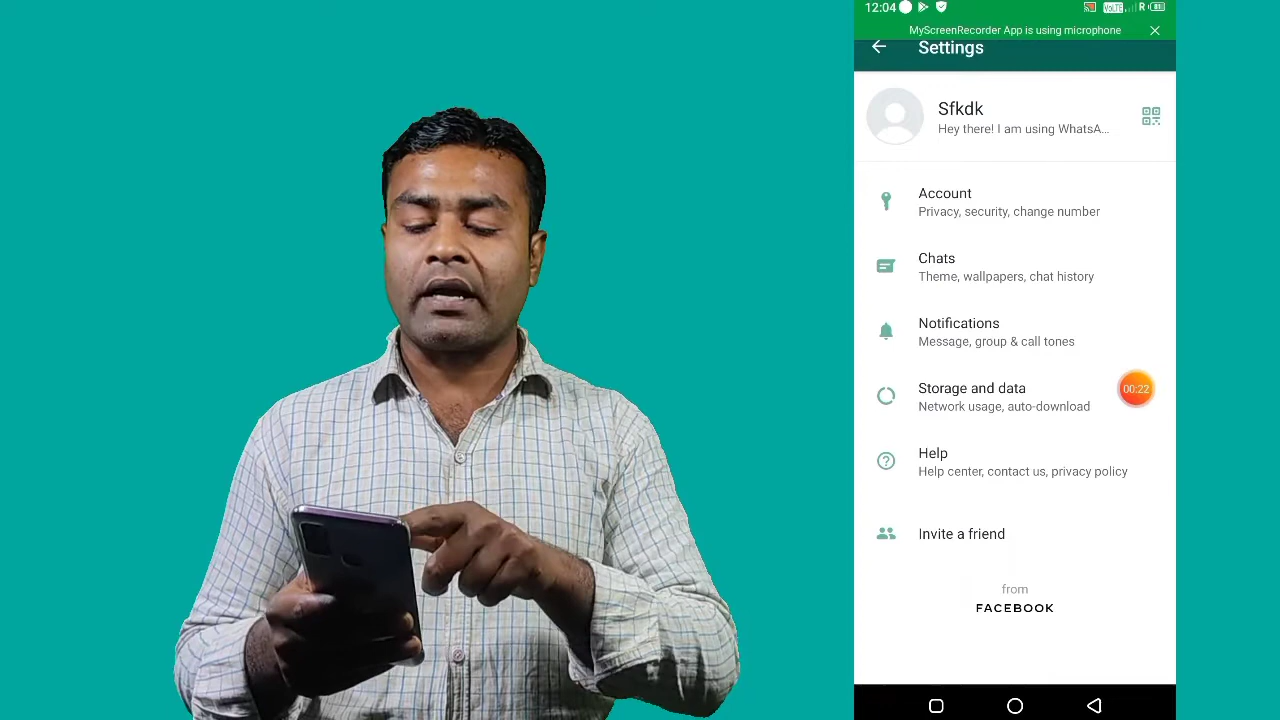 12:04
VoLTE R
MyScreenRecorder App is using microphone
Settings
Sfkdk
Hey there! I am using WhatsA...
Account
Privacy, security, change number
Chats
Theme, wallpapers, chat history
Notifications
Message, group & call tones
Storage and data
Network usage, auto-download
00:22
Help
Help center, contact us, privacy policy
Invite a friend
from
FACEBOOK